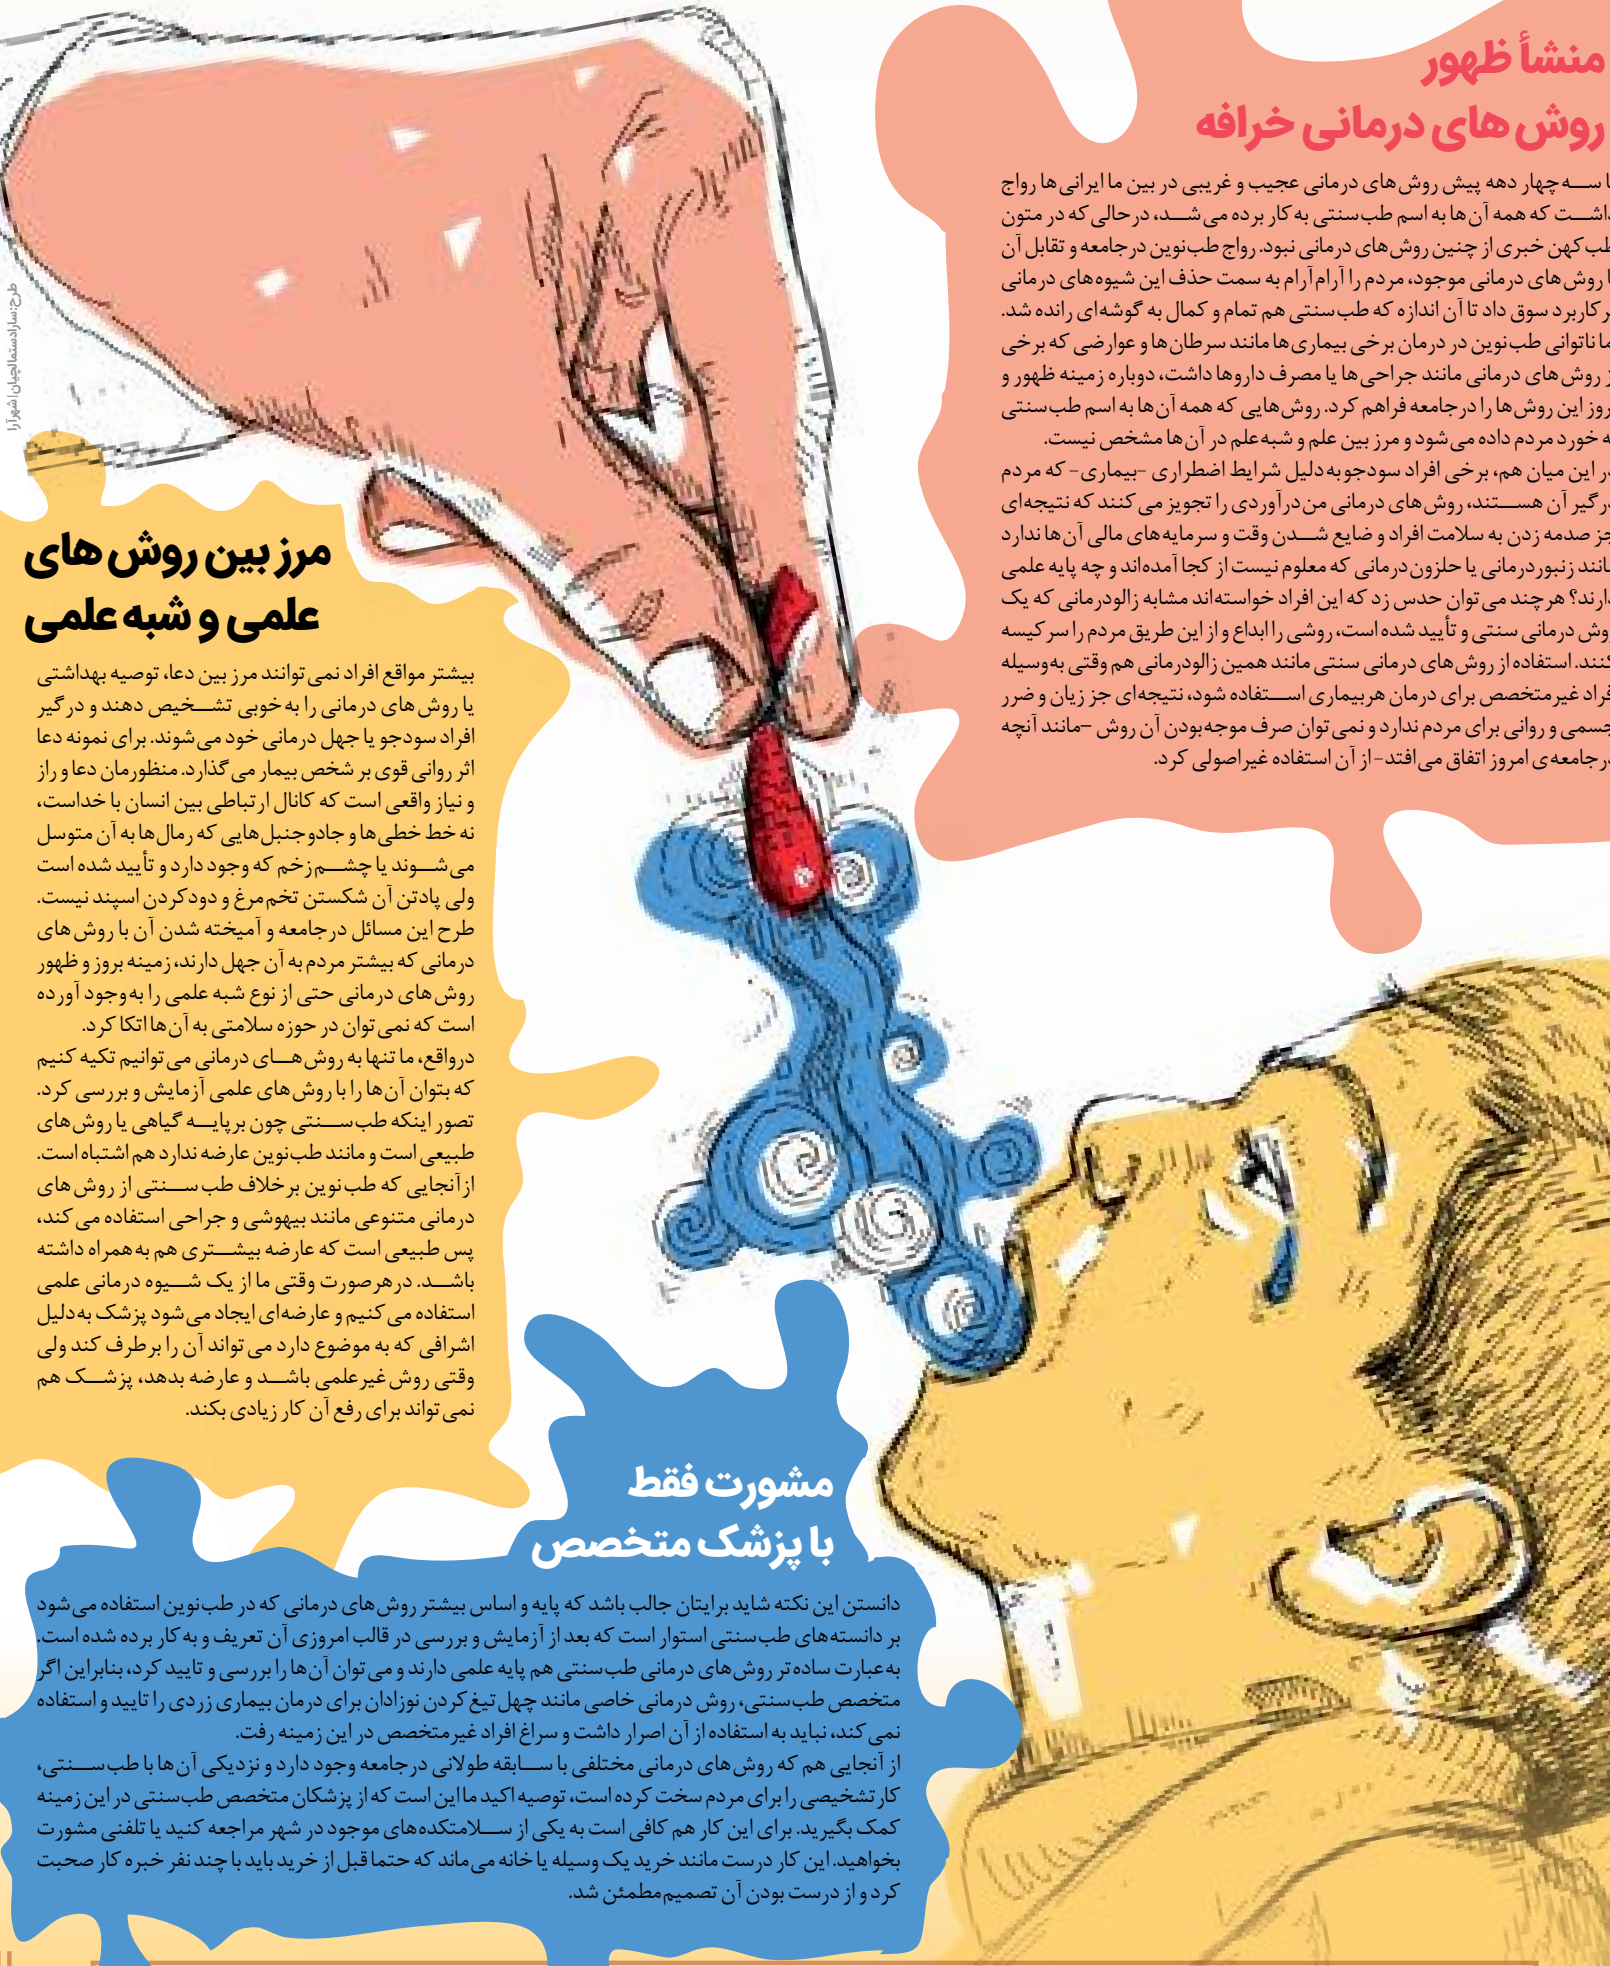 منشأ ظهور
روش های درمانی خرافه
سه چهار دهه پیش روش‌های درمانی عجیب و غریبی در بین ما ایرانی‌ها رواج
داشت که همه آن‌ها به اسم طب‌سنتی به کار برده می‌شد، درحالی که در متون
طب کهن خبری از چنین روش‌های درمانی نبود. رواج طب‌نوین درجامعه و تقابل آن
با روش‌های درمانی موجود، مردم را آرام‌آرام به سمت حذف این شیوه‌های درمانی
پرکاربرد سوق داد تا آن اندازه که طب‌سنتی هم تمام و کمال به گوشه‌ای رانده شد.
اما ناتوانی طب‌نوین در درمان برخی بیماری‌ها مانند سرطان‌ها و عوارضی که برخی
از روش‌های درمانی مانند جراحی‌ها یا مصرف داروها داشت، دوباره زمینه ظهور و
بروز این روش‌ها را درجامعه فراهم کرد. روش‌هایی که همه آن‌ها به اسم طب‌سنتی
به خورد مردم داده می‌شود و مرز بین علم و شبه‌علم در آن‌ها مشخص نیست.
در این میان هم، برخی افراد سودجوبه دلیل شرایط اضطراری -بیماری- که مردم
درگیر آن هستند، روش‌های درمانی من‌درآوردی را تجویز می‌کنند که نتیجه‌ای
جز صدمه زدن به سلامت افراد و ضایع شدن وقت و سرمایه‌های مالی آن‌ها ندارد
مانند زنبوردرمانی یا حلزون‌درمانی که معلوم نیست از کجا آمده‌اند و چه پایه علمی
دارند؟ هرچند می‌توان حدس زد که این افراد خواسته‌اند مشابه زالودرمانی که یک
روش درمانی سنتی و تأیید شده است، روشی را ابداع و از این طریق مردم را سرکیسه
کنند. استفاده از روش‌های درمانی سنتی مانند همین زالودرمانی هم وقتی به‌وسیله
افراد غیرمتخصص برای درمان هربیماری استفاده شود، نتیجه‌ای جز زیان و ضرر
جسمی و روانی برای مردم ندارد و نمی‌توان صرف موجه‌بودن آن روش –مانند آنچه
درجامعه‌ی امروز اتفاق می‌افتد- از آن استفاده غیراصولی کرد.
طرح:سارادستمالچیان|شهرآرا
مرز بین روش های
علمی و شبه علمی
بیشتر مواقع افراد نمی‌توانند مرز بین دعا، توصیه بهداشتی
یا روش‌های درمانی را به‌خوبی تشخیص دهند و درگیر
افراد سودجو یا جهل درمانی خود می‌شوند. برای نمونه دعا
اثر روانی قوی بر شخص بیمار می‌گذارد. منظورمان دعا و راز
و نیاز واقعی است که کانال ارتباطی بین انسان با خداست،
نه خط خطی‌ها و جادوجنبل‌هایی که رمال‌ها به آن متوسل
می‌شوند یا چشم‌زخم که وجود دارد و تأیید شده است
ولی پادتن آن شکستن تخم‌مرغ و دودکردن اسپند نیست.
طرح این مسائل درجامعه و آمیخته شدن آن با روش‌های
درمانی که بیشتر مردم به آن جهل دارند، زمینه بروز و ظهور
روش‌های درمانی حتی از نوع شبه علمی را به‌وجود آورده
است که نمی‌توان در حوزه سلامتی به آن‌ها اتکا کرد.
درواقع، ما تنها به روش‌های درمانی می‌توانیم تکیه کنیم
که بتوان آن‌ها را با روش‌های علمی آزمایش و بررسی کرد.
تصور اینکه طب‌سنتی چون برپایه گیاهی یا روش‌های
طبیعی است و مانند طب‌نوین عارضه ندارد هم اشتباه است.
ازآنجایی که طب‌نوین برخلاف طب‌سنتی از روش‌های
درمانی متنوعی مانند بیهوشی و جراحی استفاده می‌کند،
پس طبیعی است که عارضه بیشتری هم به‌همراه داشته
باشد. درهرصورت وقتی ما از یک شیوه درمانی علمی
استفاده می‌کنیم و عارضه‌ای ایجاد می‌شود پزشک به‌دلیل
اشرافی که به موضوع دارد می‌تواند آن را برطرف کند ولی
وقتی روش غیرعلمی باشد و عارضه بدهد، پزشک هم
نمی‌تواند برای رفع آن کار زیادی بکند.
مشورت فقط
با پزشک متخصص
دانستن این نکته شاید برایتان جالب باشد که پایه و اساس بیشتر روش‌های درمانی که در طب‌نوین استفاده می‌شود
بر دانسته‌های طب‌سنتی استوار است که بعد از آزمایش و بررسی در قالب امروزی آن تعریف و به کار برده شده است.
به‌عبارت ساده‌تر روش‌های درمانی طب‌سنتی هم پایه علمی دارند و می‌توان آن‌ها را بررسی و تایید کرد، بنابراین اگر
متخصص طب‌سنتی، روش درمانی خاصی مانند چهل‌تیغ‌کردن نوزادان برای درمان بیماری زردی را تایید و استفاده
نمی‌کند، نباید به استفاده از آن اصرار داشت و سراغ افراد غیرمتخصص در این زمینه رفت.
از آنجایی هم که روش‌های درمانی مختلفی با سابقه طولانی درجامعه وجود دارد و نزدیکی آن‌ها با طب‌سنتی،
کار تشخیصی را برای مردم سخت کرده است، توصیه اکید ما این است که از پزشکان متخصص طب‌سنتی در این زمینه
کمک بگیرید. برای این کار هم کافی است به یکی از سلامتکده‌های موجود در شهر مراجعه کنید یا تلفنی مشورت
بخواهید. این کار درست مانند خرید یک وسیله یا خانه می‌ماند که حتما قبل از خرید باید با چند نفر خبره کار صحبت
کرد و از درست بودن آن تصمیم‌مطمئن شد.